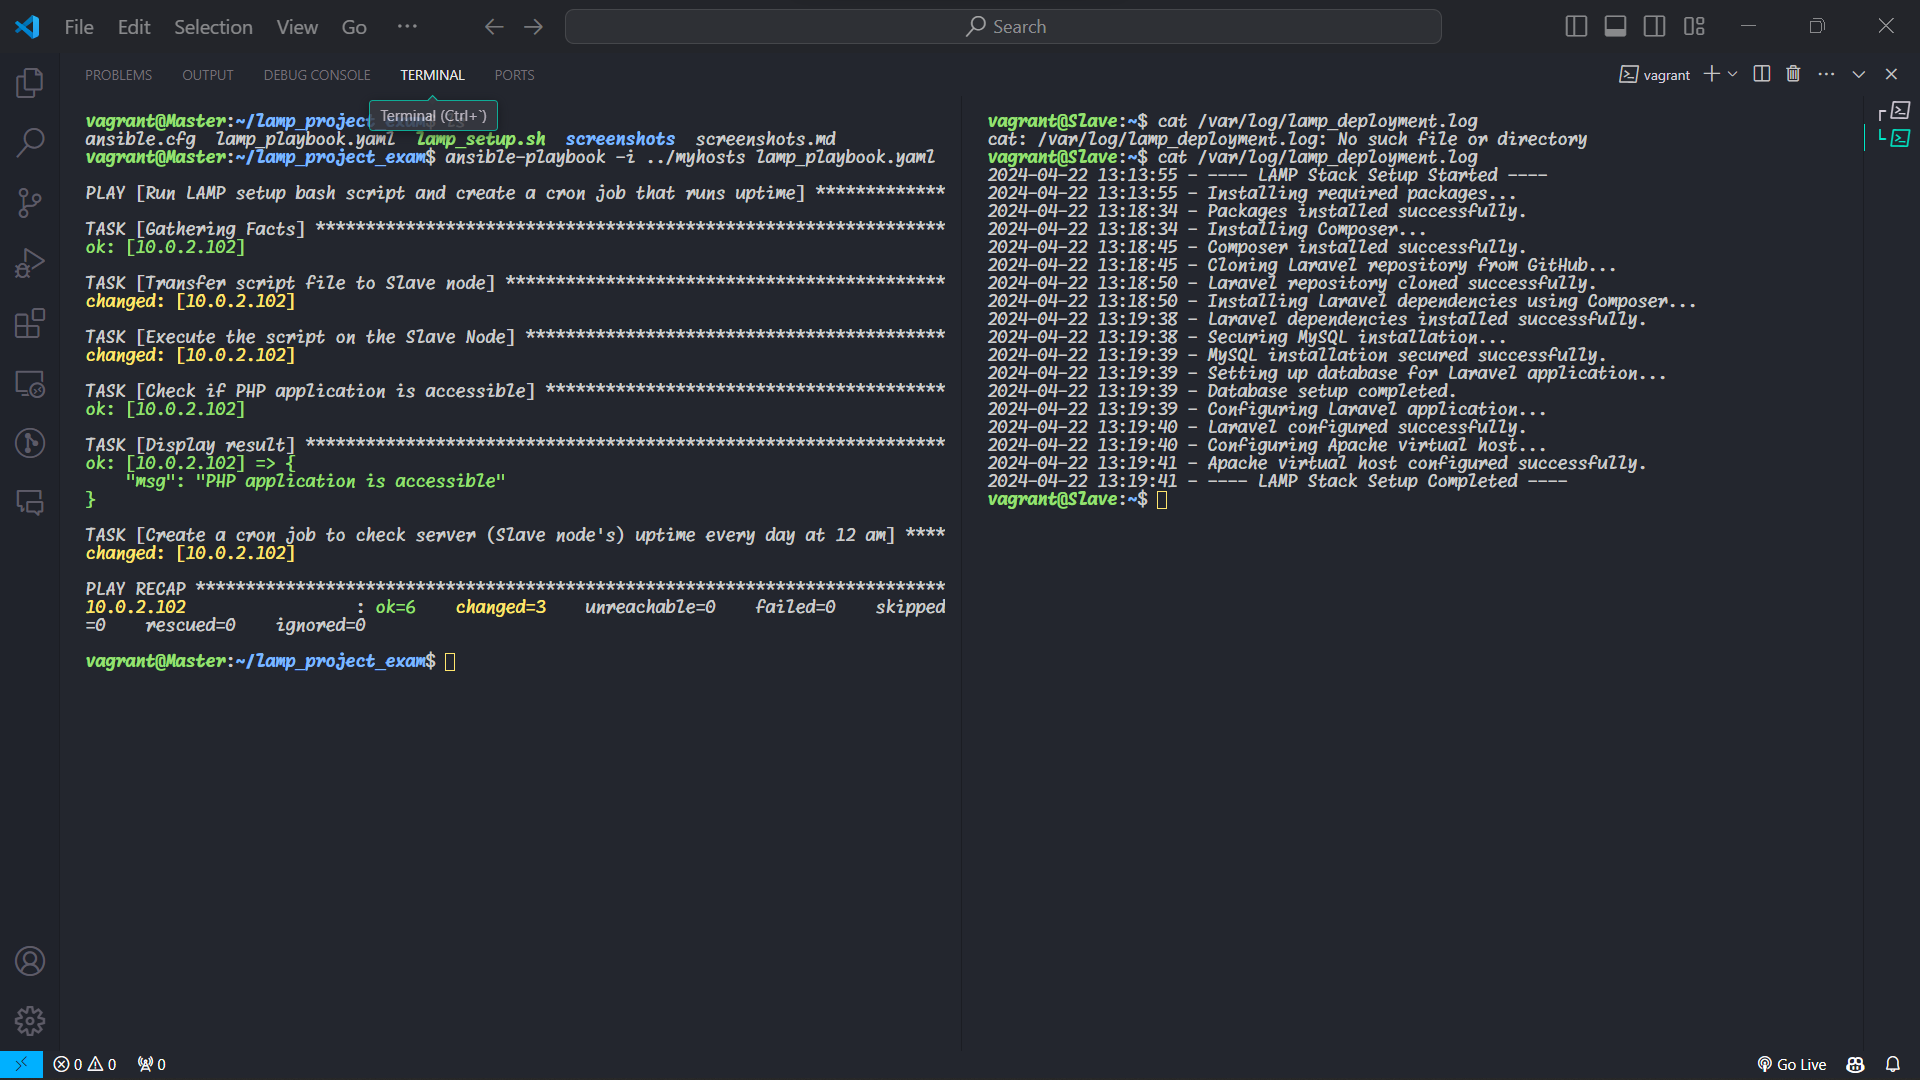 File Edit Selection View Go ···
Search
PROBLEMS OUTPUT DEBUG CONSOLE TERMINAL PORTS
vagrant
Terminal (Ctrl+`)
vagrant@Master:~/lamp_project
ansible.cfg lamp_playbook.yaml lamp_setup.sh screenshots screenshots.md
vagrant@Master:~/lamp_project_exam$ ansible-playbook -i ../myhosts lamp_playbook.yaml
PLAY [Run LAMP setup bash script and create a cron job that runs uptime] *************
TASK [Gathering Facts] ***************************************************************
ok: [10.0.2.102]
TASK [Transfer script file to Slave node] ********************************************
changed: [10.0.2.102]
TASK [Execute the script on the Slave Node] ******************************************
changed: [10.0.2.102]
TASK [Check if PHP application is accessible] ****************************************
ok: [10.0.2.102]
TASK [Display result] ****************************************************************
ok: [10.0.2.102] => {
"msg": "PHP application is accessible"
}
TASK [Create a cron job to check server (Slave node's) uptime every day at 12 am] ****
changed: [10.0.2.102]
PLAY RECAP ***************************************************************************
10.0.2.102 : ok=6 changed=3 unreachable=0 failed=0 skipped
=0 rescued=0 ignored=0
vagrant@Master:~/lamp_project_exam$
vagrant@Slave:~$ cat /var/log/lamp_deployment.log
cat: /var/log/lamp_deployment.log: No such file or directory
vagrant@Slave:~$ cat /var/log/lamp_deployment.log
2024-04-22 13:13:55 - ---- LAMP Stack Setup Started ----
2024-04-22 13:13:55 - Installing required packages...
2024-04-22 13:18:34 - Packages installed successfully.
2024-04-22 13:18:34 - Installing Composer...
2024-04-22 13:18:45 - Composer installed successfully.
2024-04-22 13:18:45 - Cloning Laravel repository from GitHub...
2024-04-22 13:18:50 - Laravel repository cloned successfully.
2024-04-22 13:18:50 - Installing Laravel dependencies using Composer...
2024-04-22 13:19:38 - Laravel dependencies installed successfully.
2024-04-22 13:19:38 - Securing MySQL installation...
2024-04-22 13:19:39 - MySQL installation secured successfully.
2024-04-22 13:19:39 - Setting up database for Laravel application...
2024-04-22 13:19:39 - Database setup completed.
2024-04-22 13:19:39 - Configuring Laravel application...
2024-04-22 13:19:40 - Laravel configured successfully.
2024-04-22 13:19:40 - Configuring Apache virtual host...
2024-04-22 13:19:41 - Apache virtual host configured successfully.
2024-04-22 13:19:41 - ---- LAMP Stack Setup Completed ----
vagrant@Slave:~$
0 0 0
Go Live